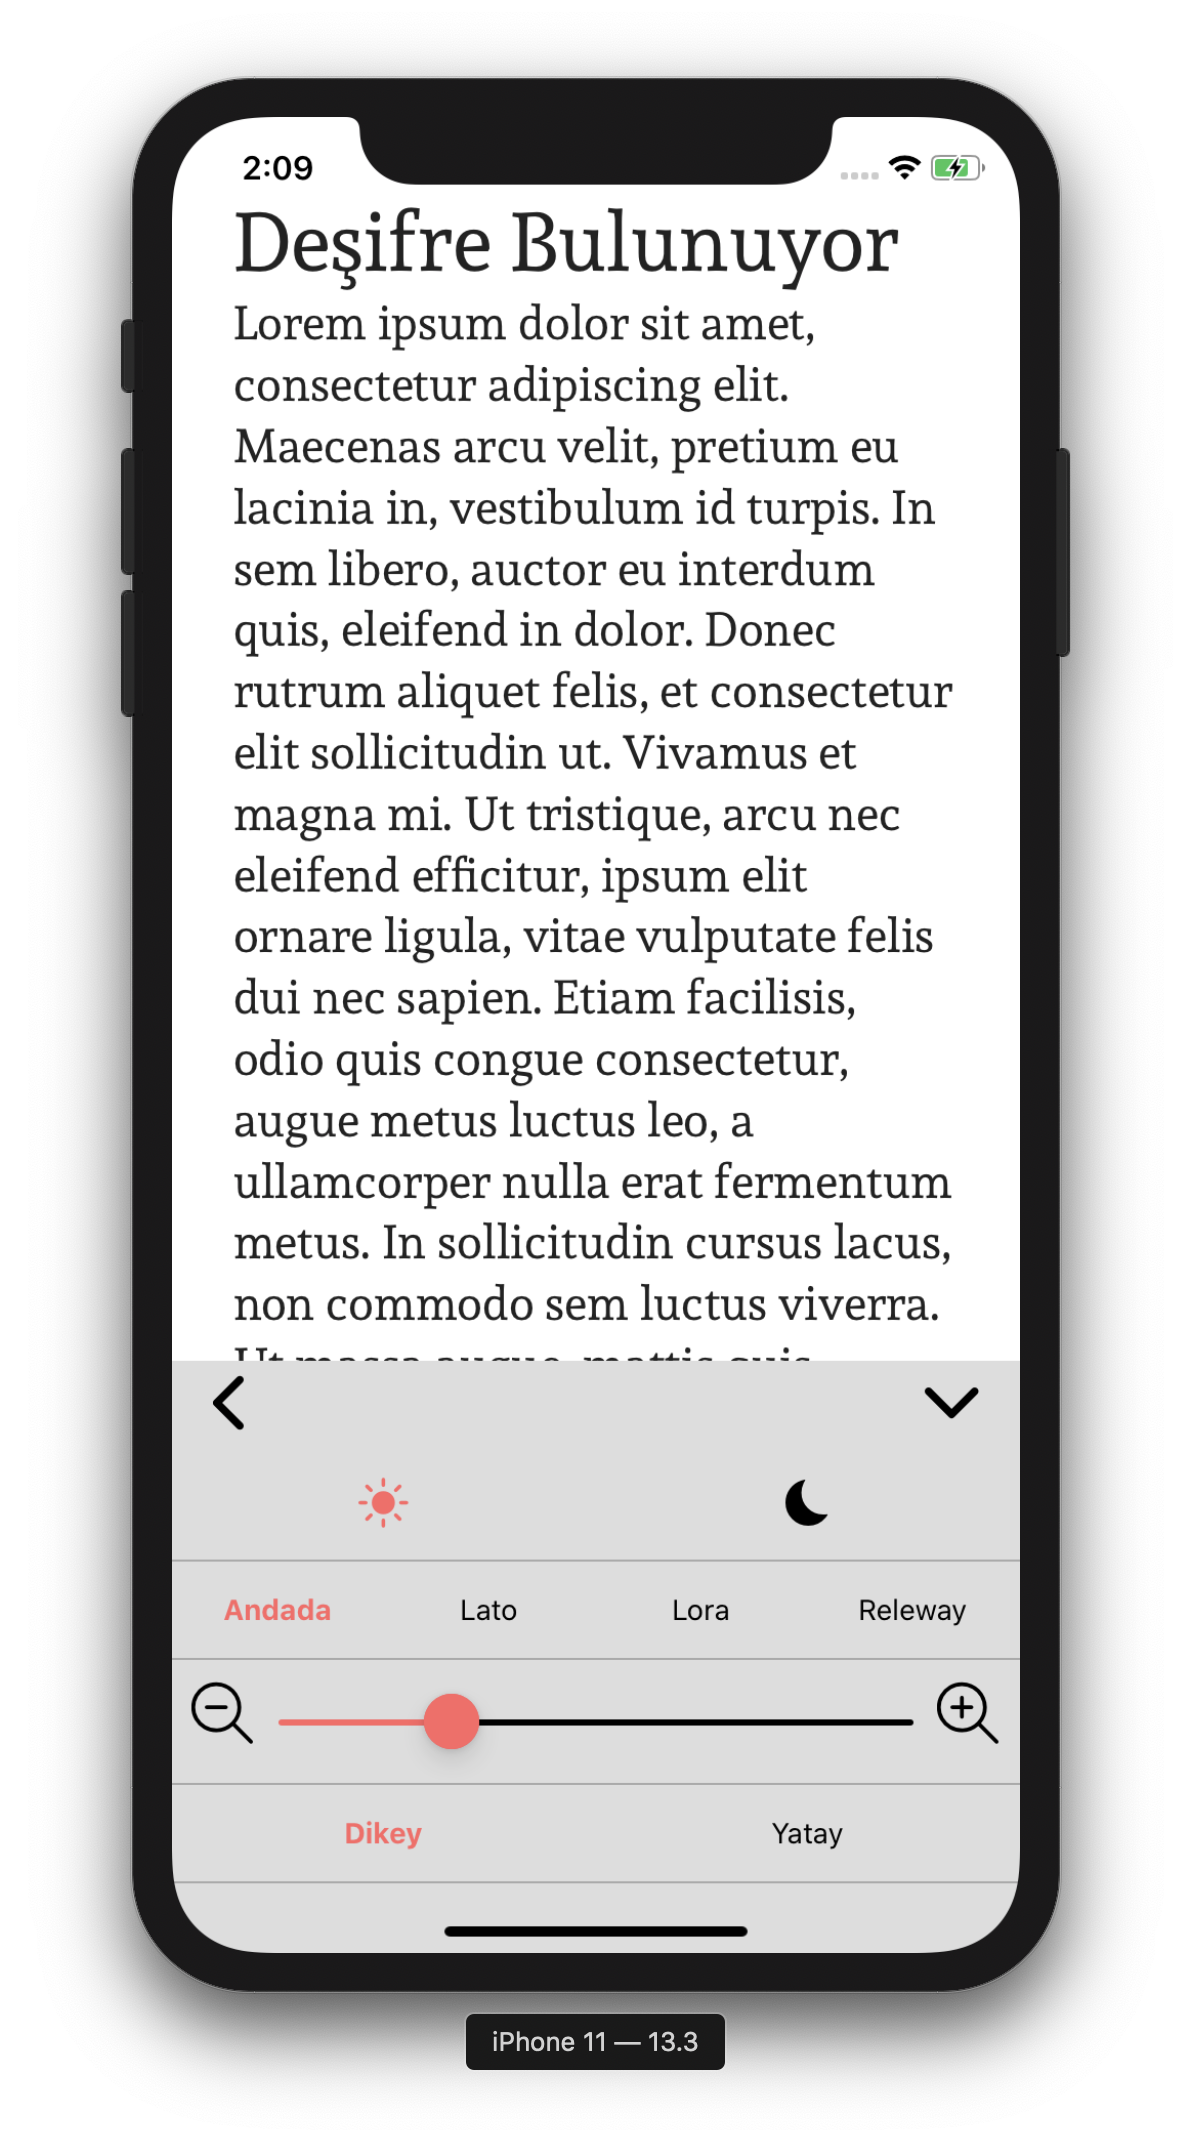 2:09
Deşifre Bulunuyor
Lorem ipsum dolor sit amet,
consectetur adipiscing elit.
Maecenas arcu velit, pretium eu
lacinia in, vestibulum id turpis. In
sem libero, auctor eu interdum
quis, eleifend in dolor. Donec
rutrum aliquet felis, et consectetur
elit sollicitudin ut. Vivamus et
magna mi. Ut tristique, arcu nec
eleifend efficitur, ipsum elit
ornare ligula, vitae vulputate felis
dui nec sapien. Etiam facilisis,
odio quis congue consectetur,
augue metus luctus leo, a
ullamcorper nulla erat fermentum
metus. In sollicitudin cursus lacus,
non commodo sem luctus viverra.
Ut massa augue, mattis quis
Andada Lato Lora Releway
Dikey Yatay
iPhone 11 — 13.3